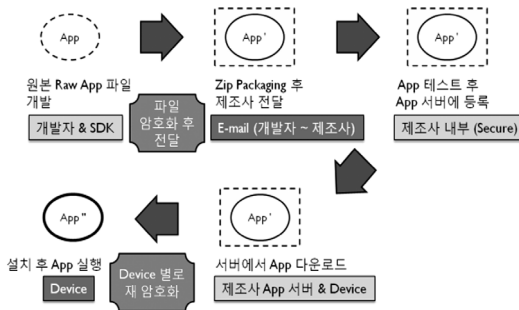 App
App'
App'
원본 Raw App 파일
개발
Zip Packaging 후
제조사 전달
App 테스트 후
App 서버에 등록
파일
암호화 후
전달
개발자 & SDK
E-mail (개발자 ~ 제조사)
제조사 내부 (Secure)
App"
App'
설치 후 App 실행
서버에서 App 다운로드
Device 별로
재 암호화
Device
제조사 App 서버 & Device